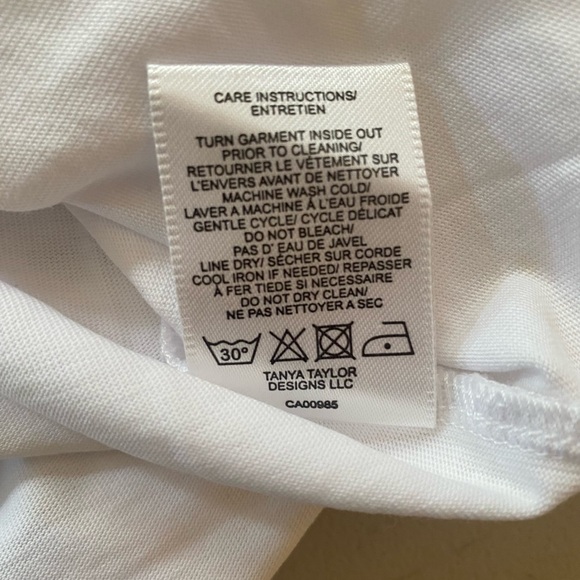 CARE INSTRUCTIONS/
ENTRETIEN
TURN GARMENT INSIDE OUT
PRIOR TO CLEANING/
RETOURNER LE VÊTEMENT SUR
L'ENVERS AVANT DE NETTOYER
MACHINE WASH COLD/
LAVER A MACHINE À L'EAU FROIDE
GENTLE CYCLE/ CYCLE DÉLICAT
DO NOT BLEACH/
PAS D' EAU DE JAVEL
LINE DRY/ SÉCHER SUR CORDE
COOL IRON IF NEEDED/ REPASSER
À FER TIEDE SI NECESSAIRE
DO NOT DRY CLEAN/
NE PAS NETTOYER A SEC
30°
TANYA TAYLOR
DESIGNS LLC
CA00985